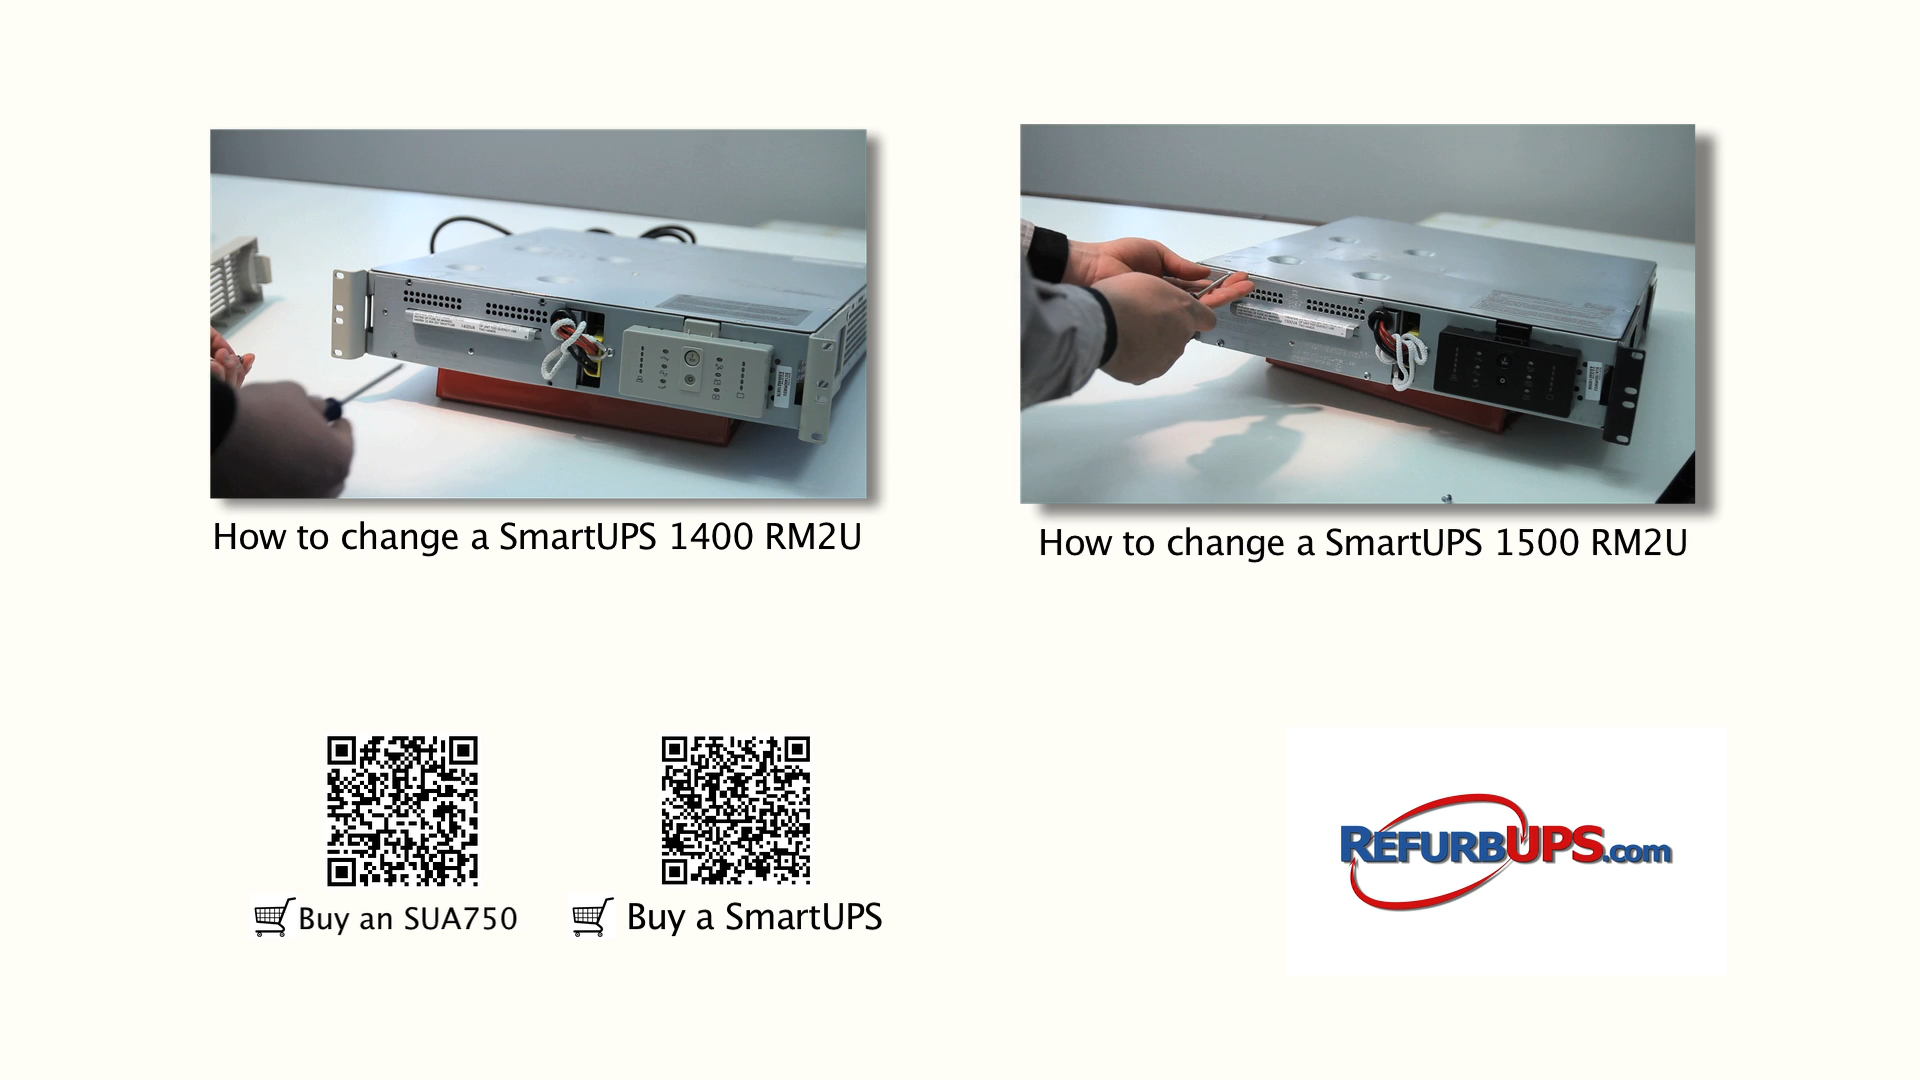 How to change a SmartUPS 1400 RM2U
How to change a SmartUPS 1500 RM2U
Buy an SUA750
Buy a SmartUPS
REFURBUPS.com